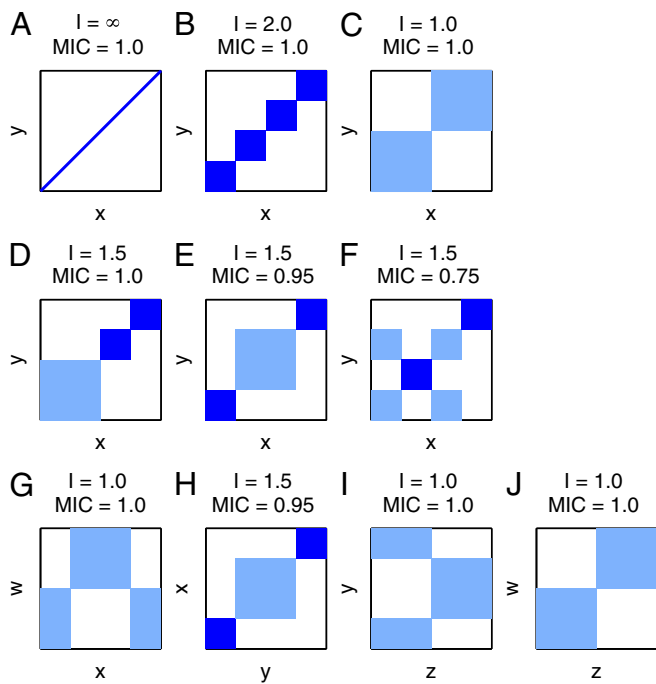 A
I = ∞
MIC = 1.0
y
x
B
I = 2.0
MIC = 1.0
y
x
C
I = 1.0
MIC = 1.0
y
x
D
I = 1.5
MIC = 1.0
y
x
E
I = 1.5
MIC = 0.95
y
x
F
I = 1.5
MIC = 0.75
y
x
G
I = 1.0
MIC = 1.0
w
x
H
I = 1.5
MIC = 0.95
x
y
I
I = 1.0
MIC = 1.0
y
z
J
I = 1.0
MIC = 1.0
w
z